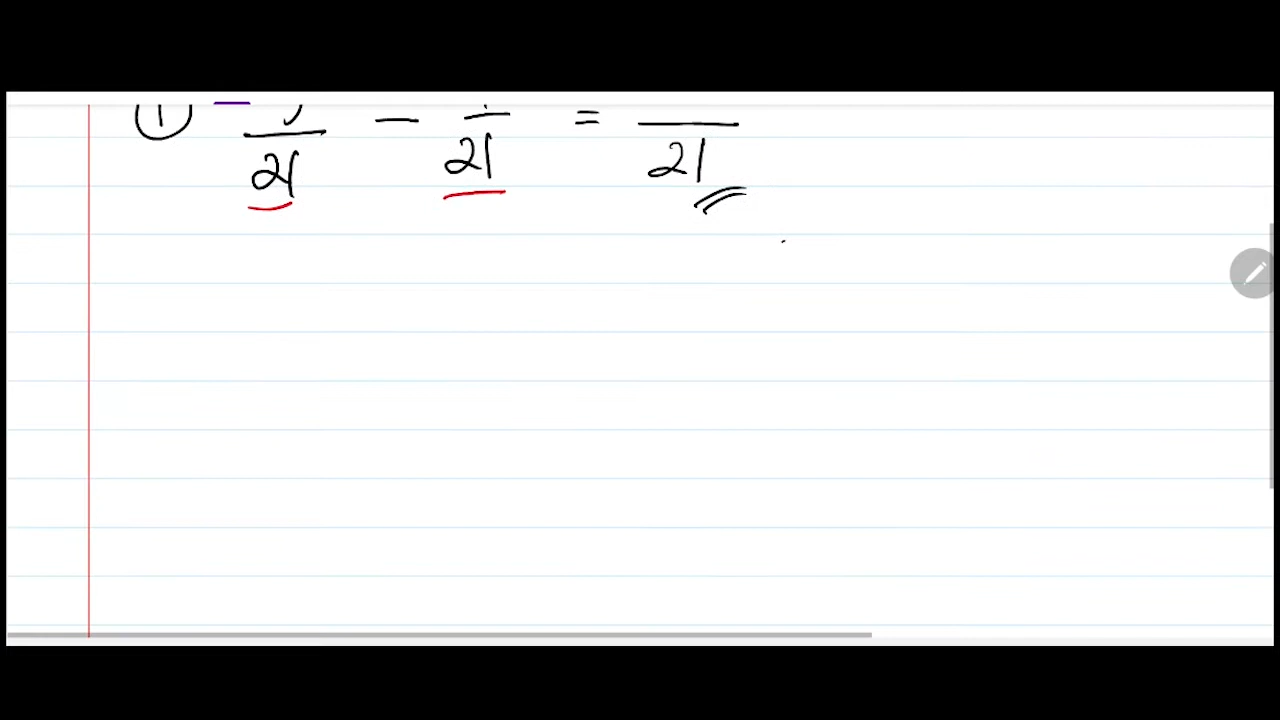 ① − − =
21 21 21